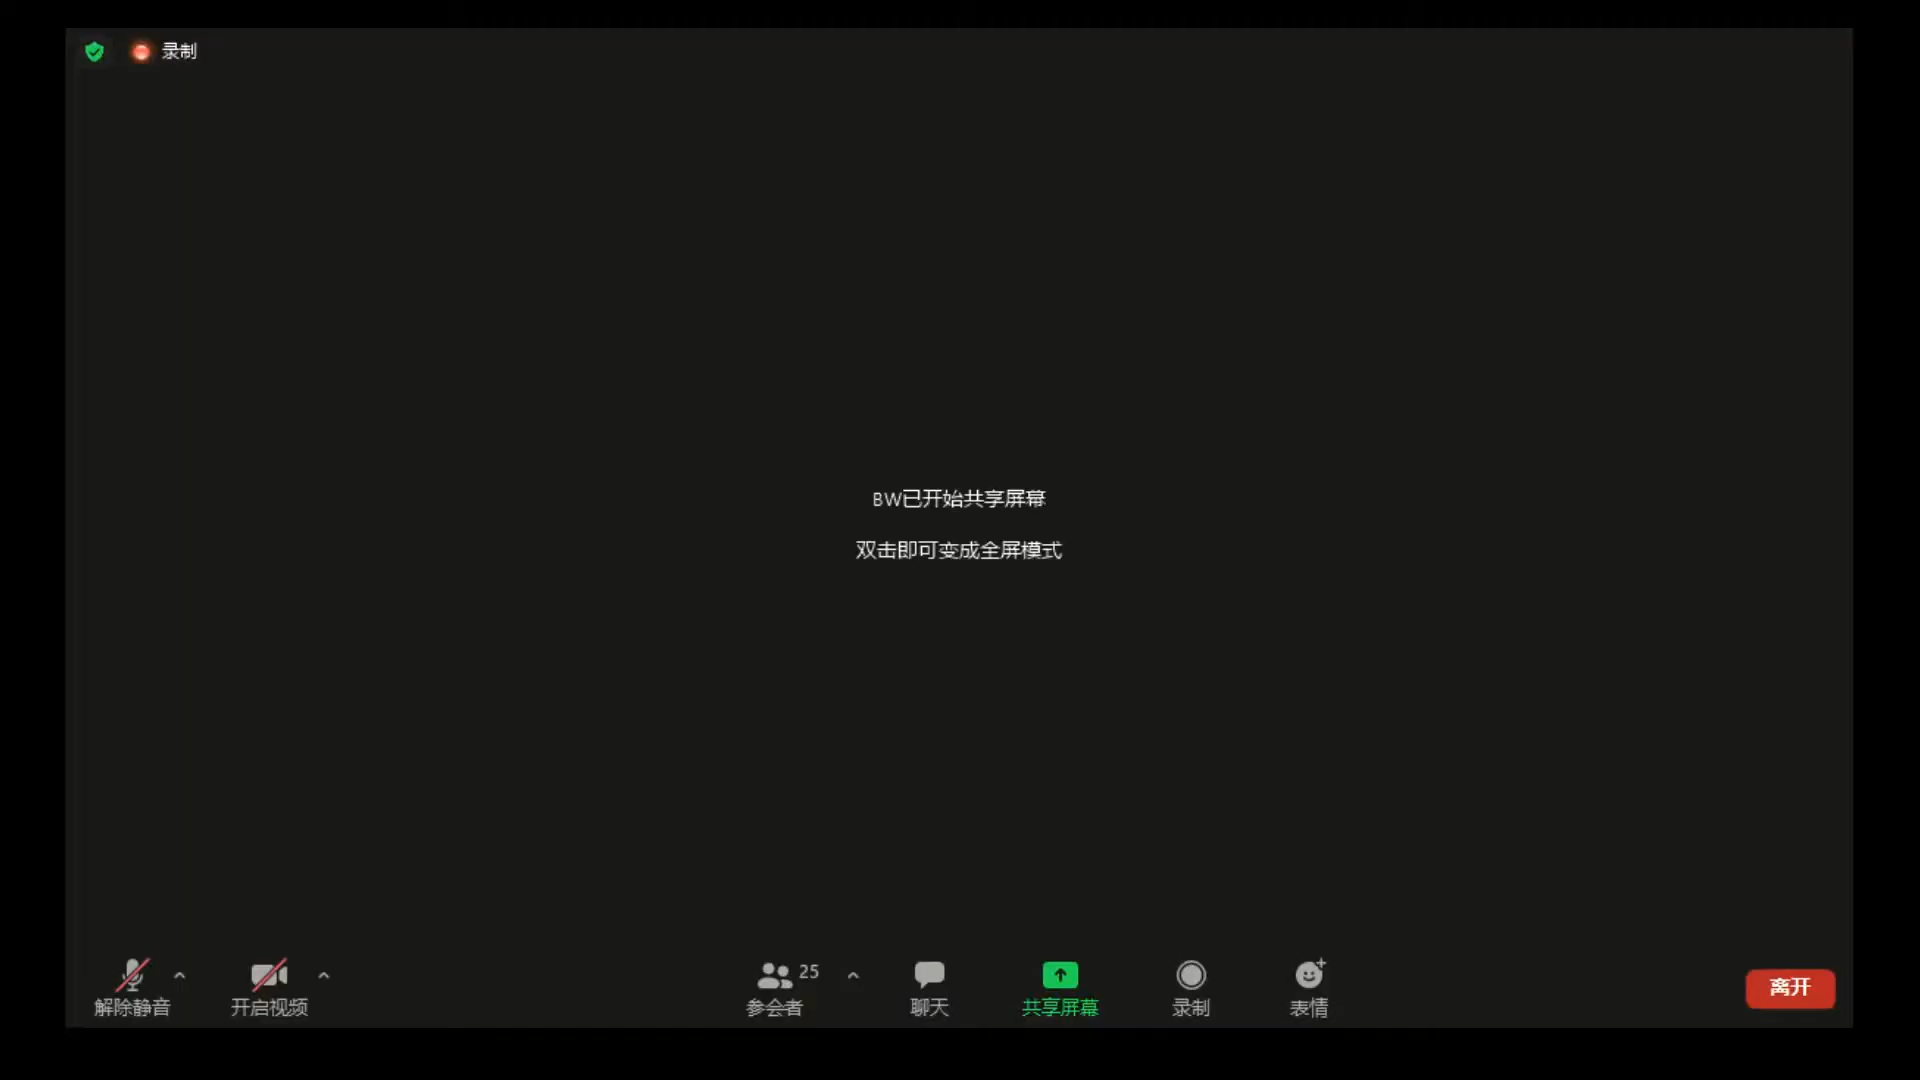 录制
BW已开始共享屏幕
双击即可变成全屏模式
解除静音
开启视频
25
参会者
聊天
共享屏幕
录制
表情
离开